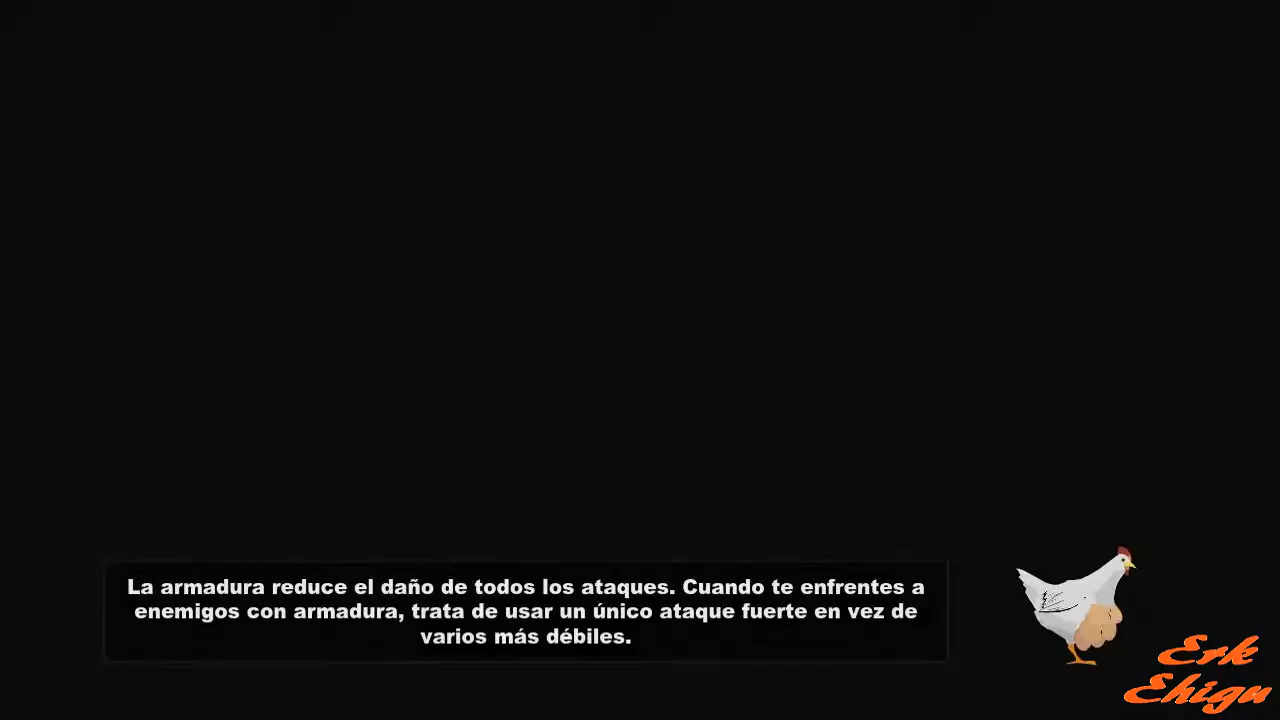 La armadura reduce el daño de todos los ataques. Cuando te enfrentes a
enemigos con armadura, trata de usar un único ataque fuerte en vez de
varios más débiles.
Erk
Ehigu